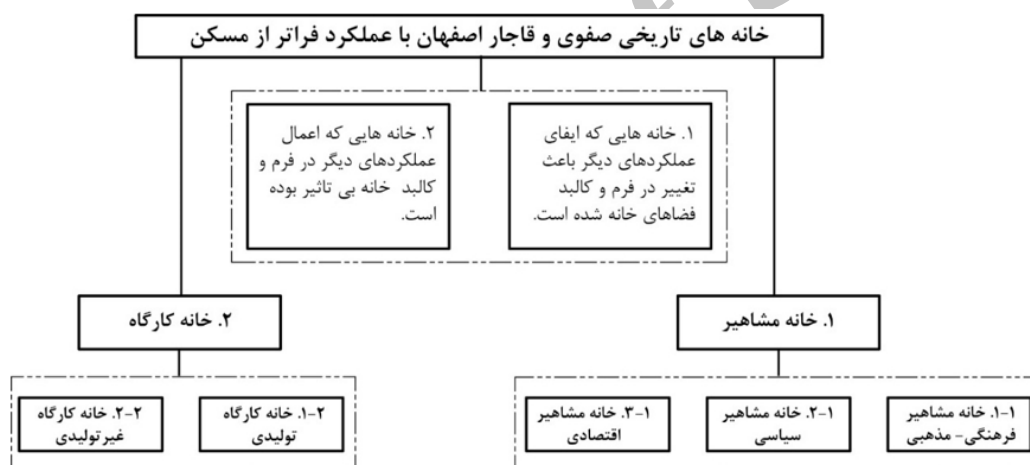 خانه های تاریخی صفوی و قاجار اصفهان با عملکرد فراتر از مسکن
۱. خانه هایی که ایفای
عملکردهای دیگر باعث
تغییر در فرم و کالبد
فضاهای خانه شده است.
۲. خانه هایی که اعمال
عملکردهای دیگر در فرم و
کالبد خانه بی تاثیر بوده
است.
۱. خانه مشاهیر
۲. خانه کارگاه
۱-۱. خانه مشاهیر
فرهنگی- مذهبی
۱-۲. خانه مشاهیر
سیاسی
۱-۳. خانه مشاهیر
اقتصادی
۲-۱. خانه کارگاه
تولیدی
۲-۲. خانه کارگاه
غیرتولیدی